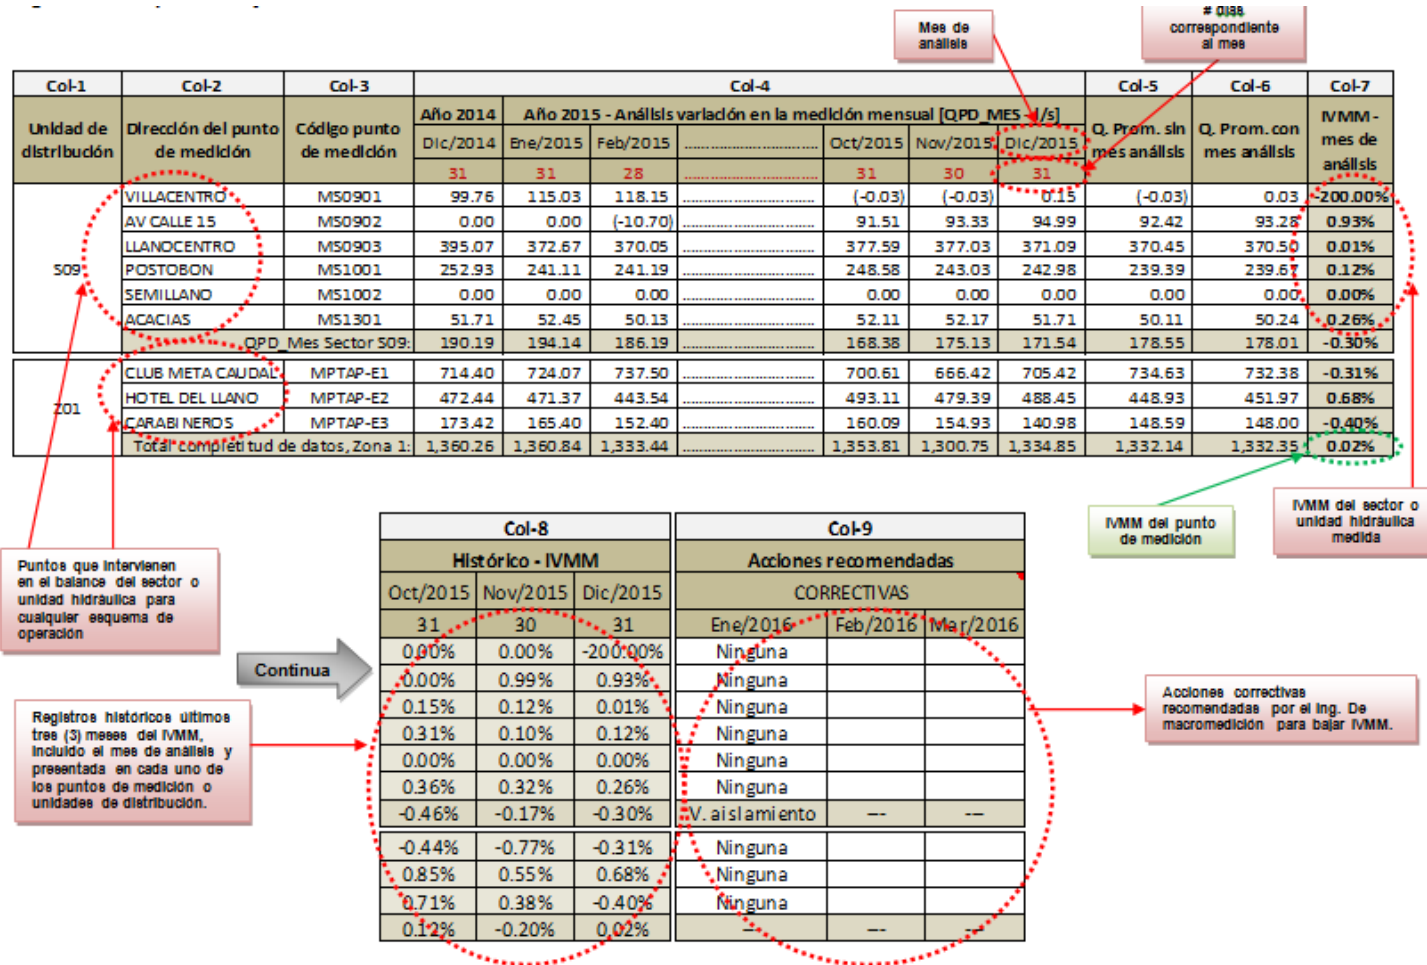 Mes de
análisis
# dias
correspondiente
al mes
Col-1 Col-2 Col-3 Col-4 Col-5 Col-6 Col-7
Unidad de distribución Dirección del punto de medición Código punto de medición Año 2014 Año 2015 - Análisis variación en la medición mensual [QPD_MES l/s] Q. Prom. sin mes análisis Q. Prom. con mes análisis IVMM - mes de análisis
Dic/2014 Ene/2015 Feb/2015 ................................ Oct/2015 Nov/2015 Dic/2015
31 31 28 ................................ 31 30 31
S09
VILLACENTRO MS0901 99.76 115.03 118.15 ................................ (-0.03) (-0.03) 0.15 (-0.03) 0.03 -200.00%
AV CALLE 15 MS0902 0.00 0.00 (-10.70) ................................ 91.51 93.33 94.99 92.42 93.28 0.93%
LLANOCENTRO MS0903 395.07 372.67 370.05 ................................ 377.59 377.03 371.09 370.45 370.50 0.01%
POSTOBON MS1001 252.93 241.11 241.19 ................................ 248.58 243.03 242.98 239.39 239.67 0.12%
SEMILLANO MS1002 0.00 0.00 0.00 ................................ 0.00 0.00 0.00 0.00 0.00 0.00%
ACACIAS MS1301 51.71 52.45 50.13 ................................ 52.11 52.17 51.71 50.11 50.24 0.26%
QPD_Mes Sector S09: 190.19 194.14 186.19 ................................ 168.38 175.13 171.54 178.55 178.01 -0.30%
Z01
CLUB META CAUDAL MPTAP-E1 714.40 724.07 737.50 ................................ 700.61 666.42 705.42 734.63 732.38 -0.31%
HOTEL DEL LLANO MPTAP-E2 472.44 471.37 443.54 ................................ 493.11 479.39 488.45 448.93 451.97 0.68%
CARABINEROS MPTAP-E3 173.42 165.40 152.40 ................................ 160.09 154.93 140.98 148.59 148.00 -0.40%
Total completitud de datos, Zona 1: 1,360.26 1,360.84 1,333.44 ................................ 1,353.81 1,300.75 1,334.85 1,332.14 1,332.35 0.02%
IVMM del punto
de medición
IVMM del sector o
unidad hidráulica
medida
Puntos que intervienen
en el balance del sector o
unidad hidráulica para
cualquier esquema de
operación
Continua
Registros históricos últimos
tres (3) meses del IVMM,
incluido el mes de análisis y
presentada en cada uno de
los puntos de medición o
unidades de distribución.
Col-8 Col-9
Histórico - IVMM Acciones recomendadas
Oct/2015 Nov/2015 Dic/2015 CORRECTIVAS
31 30 31 Ene/2016 Feb/2016 Mar/2016
0.00% 0.00% -200.00% Ninguna
0.00% 0.99% 0.93% Ninguna
0.15% 0.12% 0.01% Ninguna
0.31% 0.10% 0.12% Ninguna
0.00% 0.00% 0.00% Ninguna
0.36% 0.32% 0.26% Ninguna
-0.46% -0.17% -0.30% V. aislamiento --- ---
-0.44% -0.77% -0.31% Ninguna
0.85% 0.55% 0.68% Ninguna
0.71% 0.38% -0.40% Ninguna
0.12% -0.20% 0.02% --- --- ---
Acciones correctivas
recomendadas por el Ing. De
macromedición para bajar IVMM.